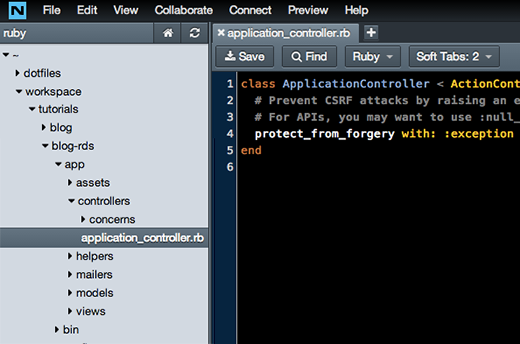 N File Edit View Collaborate Connect Preview Help
ruby
~
dotfiles
workspace
tutorials
blog
blog-rds
app
assets
controllers
concerns
application_controller.rb
helpers
mailers
models
views
bin
application_controller.rb
Save Find Ruby Soft Tabs: 2
1 class ApplicationController < ActionCont
2 # Prevent CSRF attacks by raising an e
3 # For APIs, you may want to use :null_
4 protect_from_forgery with: :exception
5 end
6